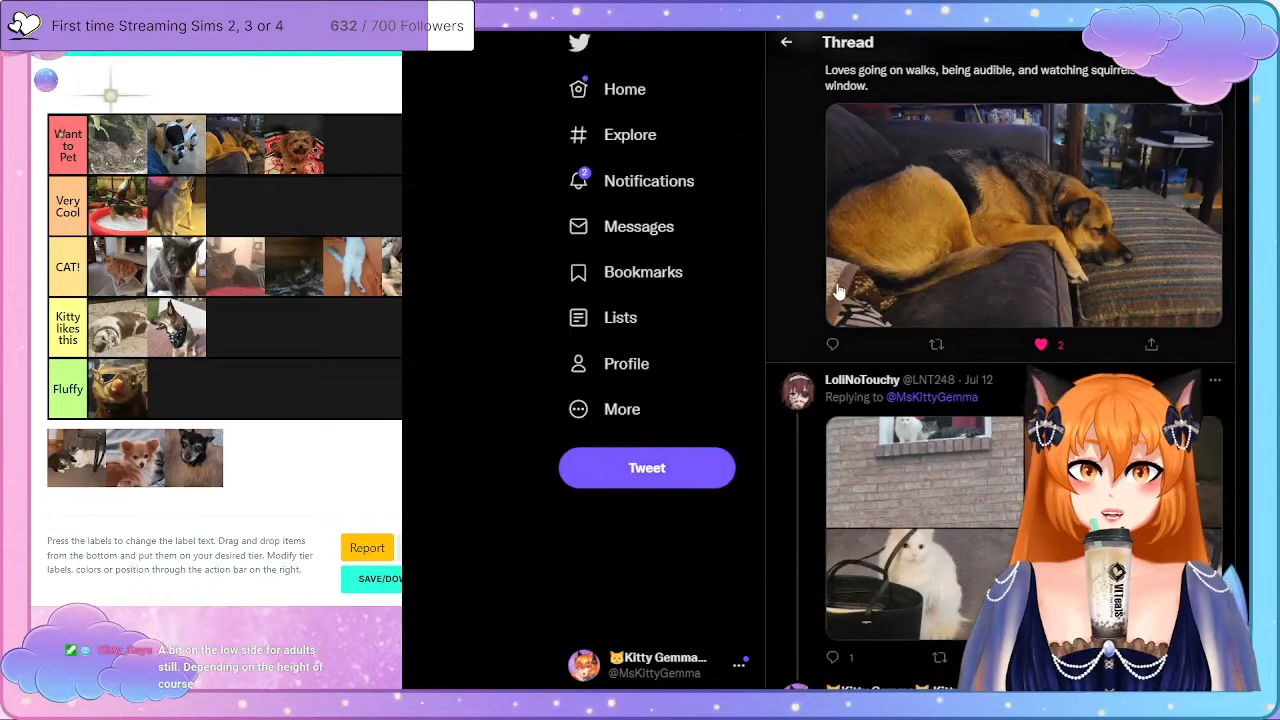 First time Streaming Sims 2, 3 or 4
632 / 700 Followers
Want
to
Pet
Very
Cool
CAT!
Kitty
likes
this
Fluffy
Press the labels to change the label text. Drag and drop items
from the bottom and put them on your desired tier. Modify tier
labels, colors or position through the action bar on the right.
Report
SAVE/DOW
A bit on the low side for adults
still. Depending on the height of
course
Home
Explore
2
Notifications
Messages
Bookmarks
Lists
Profile
More
Tweet
Kitty Gemma...
@MsKittyGemma
Thread
Loves going on walks, being audible, and watching squirrels
window.
2
LoliNoTouchy @LNT248 · Jul 12
Replying to @MsKittyGemma
1
VITeals